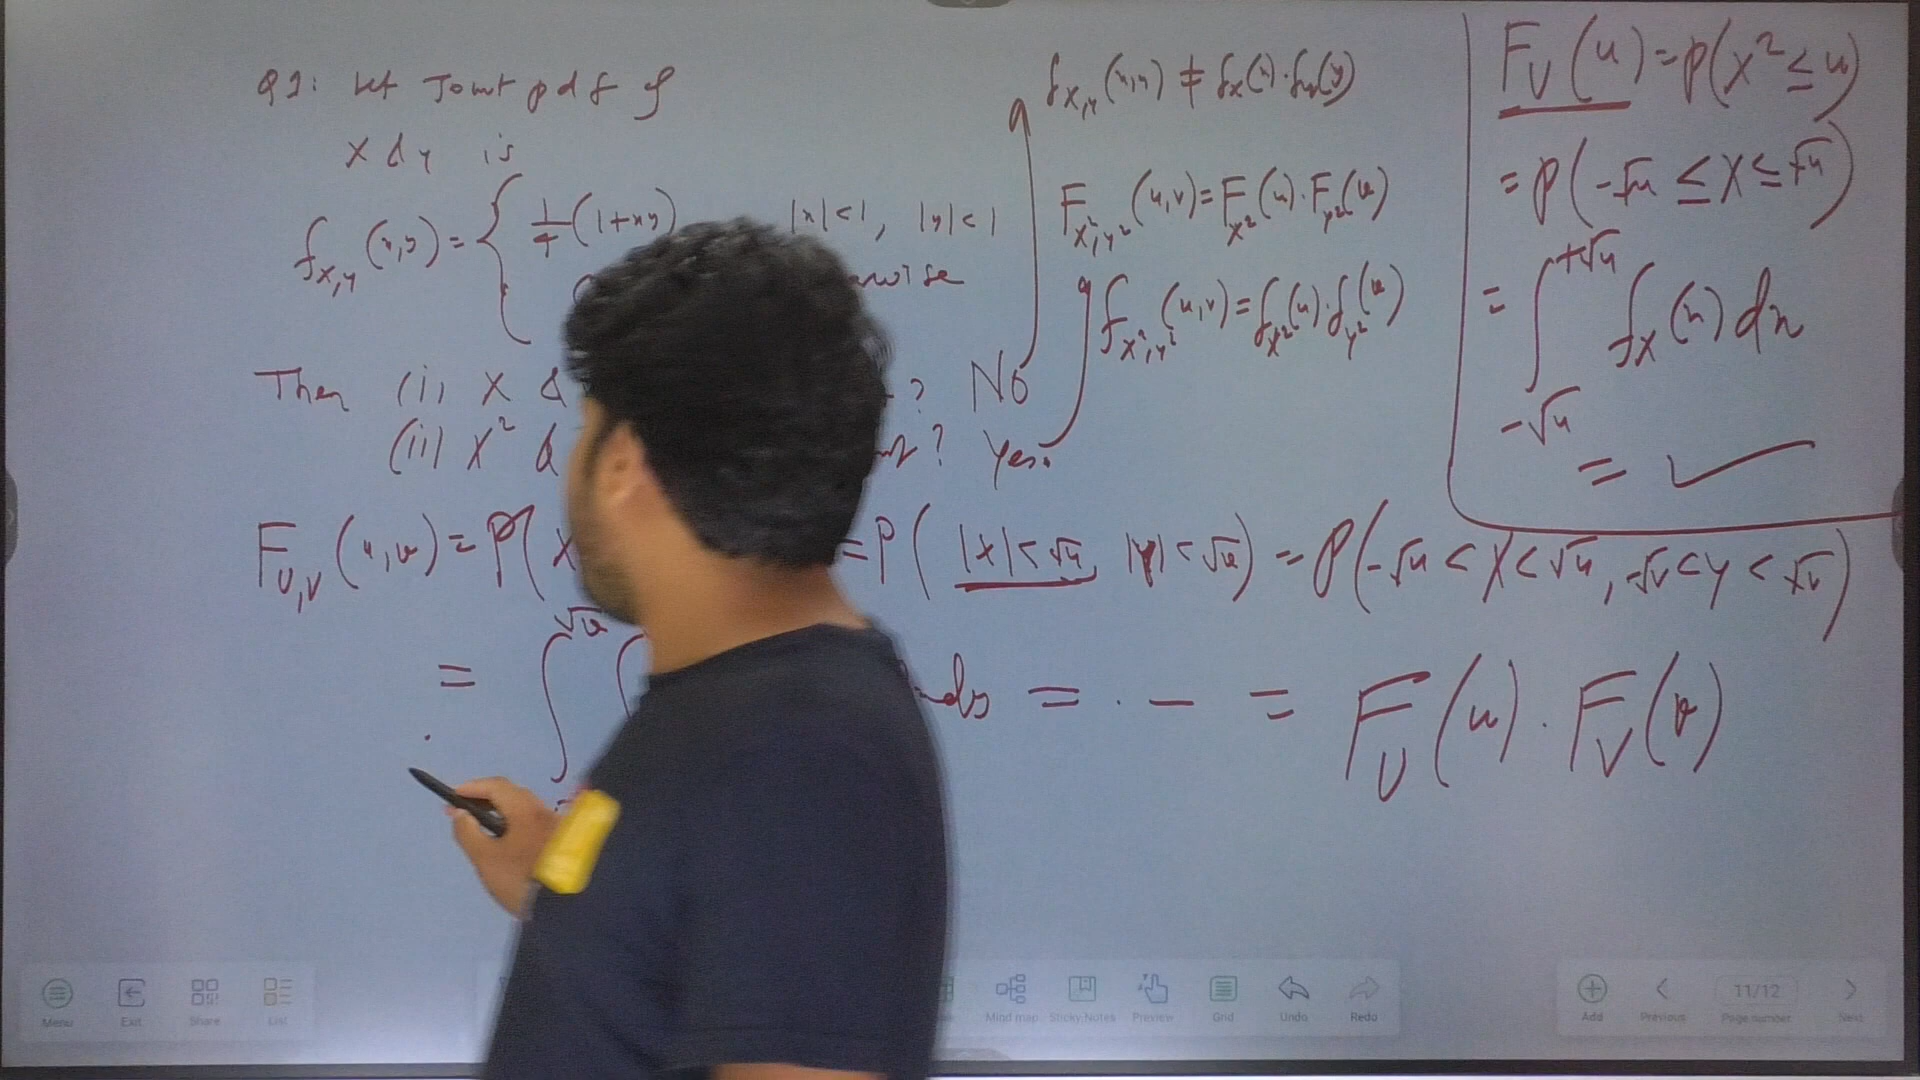 Q2: Let Joint pdf of
X & Y is
f_{X,Y}(x,y) = { 1/4 (1+xy) |x|<1, |y|<1
Then (i) X & ? No
(ii) X² & ? Yes.
F_{U,V}(u,v) = P( X = P( |X| < √u, |Y| < √v ) = P( -√u < X < √u, -√v < Y < √v )
= ∫^{√v} ∫ = . — = F_U(u) . F_V(v)
f_{X,Y}(x,y) ≠ f_X(x) . f_Y(y)
F_{X²,Y²}(u,v) = F_{X²}(u) . F_{Y²}(v)
f_{X²,Y²}(u,v) = f_{X²}(u) . f_{Y²}(v)
F_U(u) = P(X² ≤ u)
= P(-√u ≤ X ≤ √u)
= ∫_{-√u}^{+√u} f_X(x) dx
= ✓
Menu Exit Share List Mind map Sticky Notes Preview Grid Undo Redo Add Previous 11/12 Page number Next